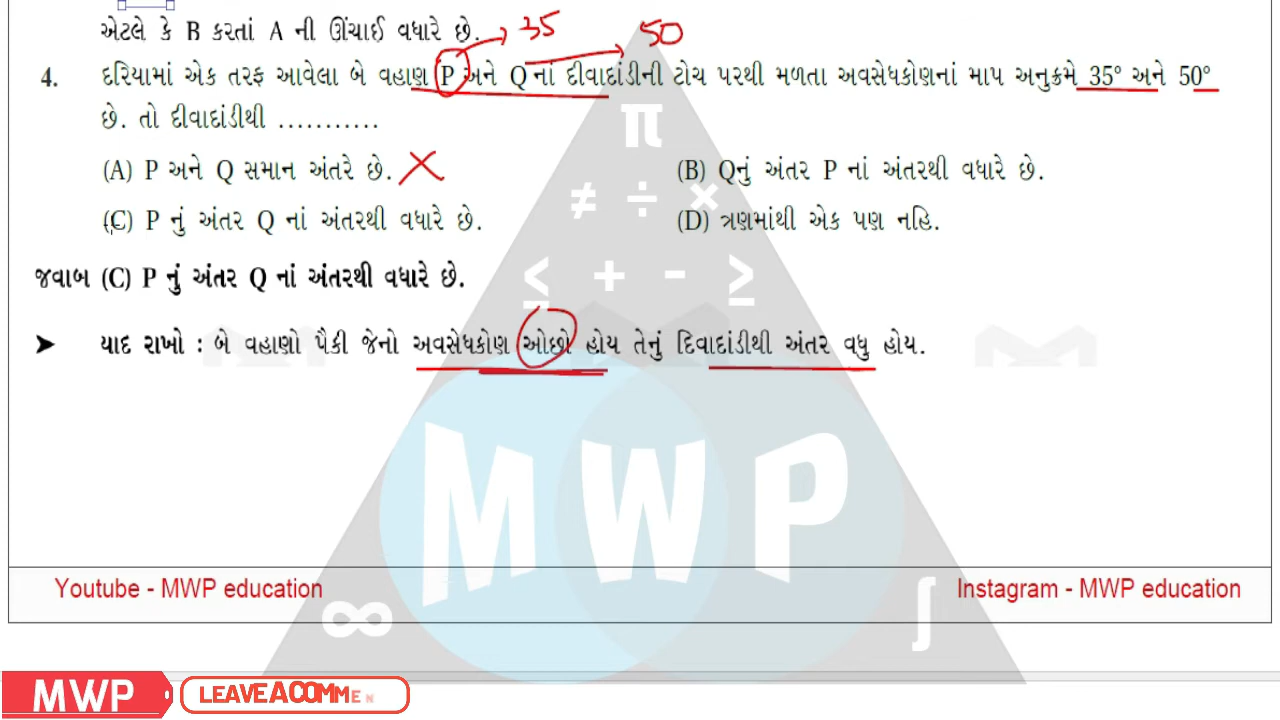 એટલે કે B કરતાં A ની ઊંચાઈ વધારે છે. 35 50
4. દરિયામાં એક તરફ આવેલા બે વહાણ P અને Q નાં દીવાદાંડીની ટોચ પરથી મળતા અવસેધકોણનાં માપ અનુક્રમે 35° અને 50°
છે. તો દીવાદાંડીથી ...........
(A) P અને Q સમાન અંતરે છે. (B) Qનું અંતર P નાં અંતરથી વધારે છે.
(C) P નું અંતર Q નાં અંતરથી વધારે છે. (D) ત્રણમાંથી એક પણ નહિ.
જવાબ (C) P નું અંતર Q નાં અંતરથી વધારે છે.
➤ યાદ રાખો : બે વહાણો પૈકી જેનો અવસેધકોણ ઓછો હોય તેનું દિવાદાંડીથી અંતર વધુ હોય.
π
≠ ÷ ×
≤ + − ≥
MWP
∞ ∫
Youtube - MWP education Instagram - MWP education
MWP LEAVE A COMMEN